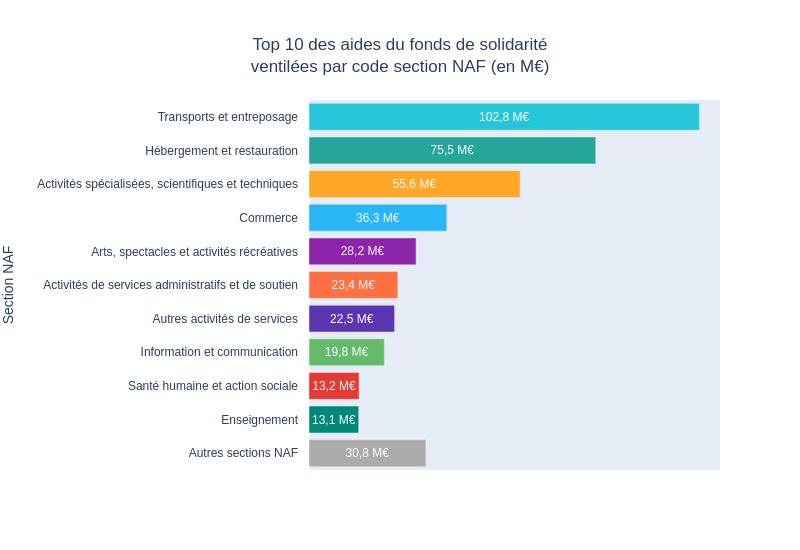 Top 10 des aides du fonds de solidarité
ventilées par code section NAF (en M€)
Section NAF
Transports et entreposage 102,8 M€
Hébergement et restauration 75,5 M€
Activités spécialisées, scientifiques et techniques 55,6 M€
Commerce 36,3 M€
Arts, spectacles et activités récréatives 28,2 M€
Activités de services administratifs et de soutien 23,4 M€
Autres activités de services 22,5 M€
Information et communication 19,8 M€
Santé humaine et action sociale 13,2 M€
Enseignement 13,1 M€
Autres sections NAF 30,8 M€